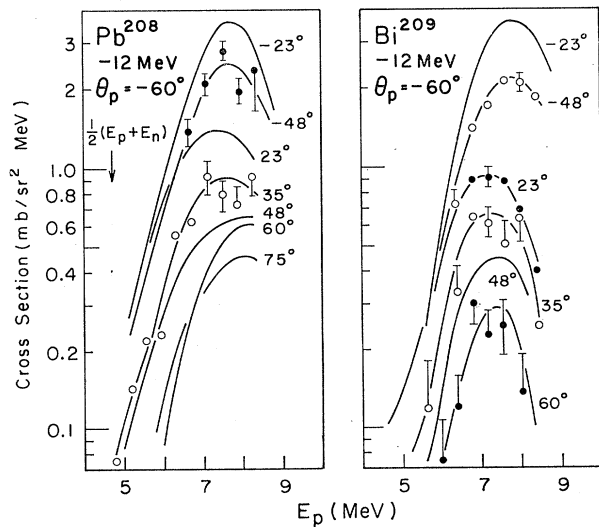 Pb²⁰⁸
-12 MeV
θp=-60°
½(Ep+En)
-23°
-48°
23°
35°
48°
60°
75°
Bi²⁰⁹
-12 MeV
θp=-60°
-23°
-48°
23°
48°
35°
60°
3
2
1.0
0.8
0.6
0.4
0.2
0.1
Cross Section (mb/sr² MeV)
5 7 9
5 7 9
Ep (MeV)